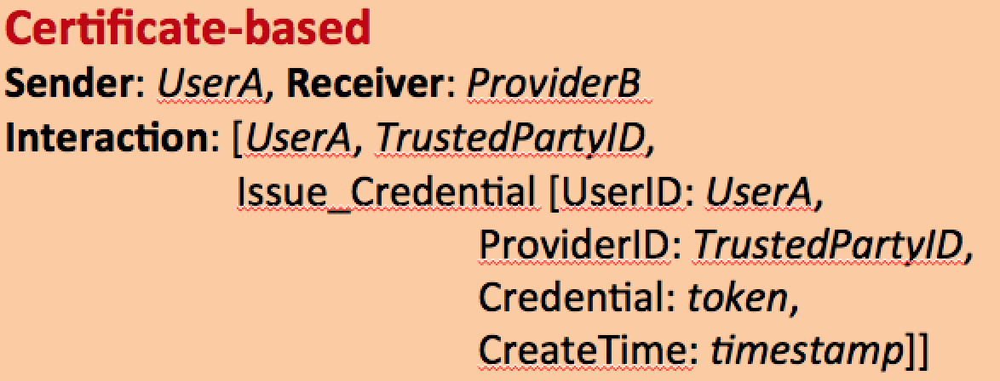 Certificate-based
Sender: UserA, Receiver: ProviderB
Interaction: [UserA, TrustedPartyID,
Issue_Credential [UserID: UserA,
ProviderID: TrustedPartyID,
Credential: token,
CreateTime: timestamp]]